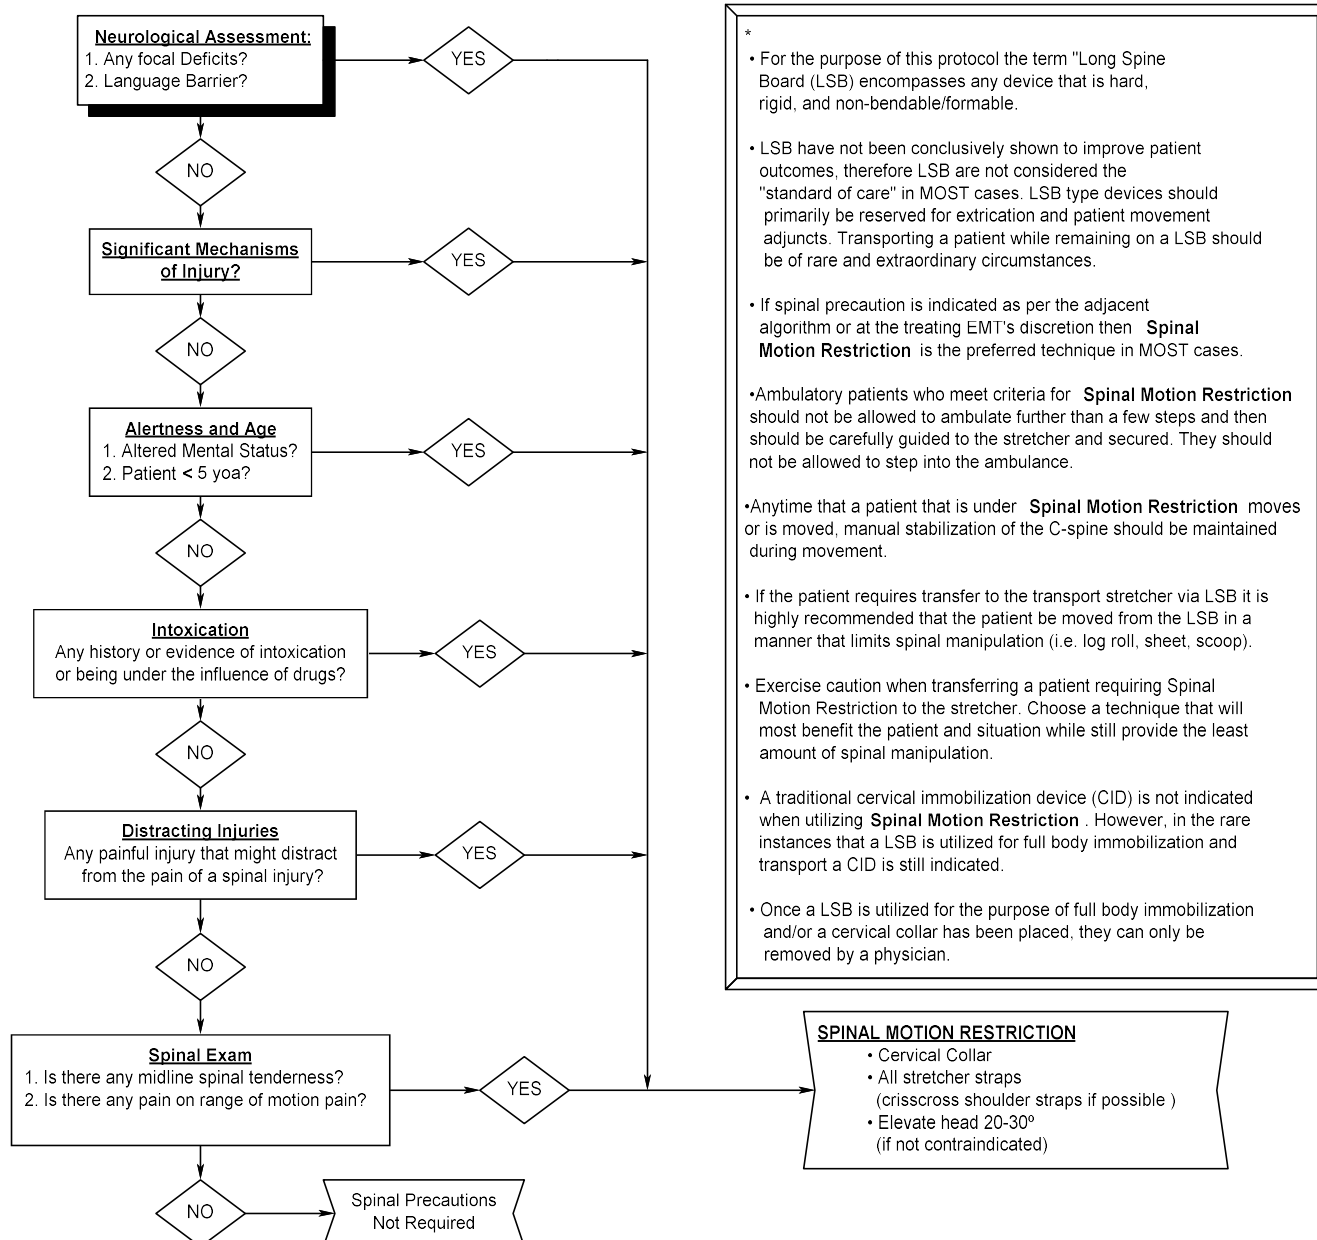 Neurological Assessment:
1. Any focal Deficits?
2. Language Barrier?
YES
NO
Significant Mechanisms
of Injury?
YES
NO
Alertness and Age
1. Altered Mental Status?
2. Patient < 5 yoa?
YES
NO
Intoxication
Any history or evidence of intoxication
or being under the influence of drugs?
YES
NO
Distracting Injuries
Any painful injury that might distract
from the pain of a spinal injury?
YES
NO
Spinal Exam
1. Is there any midline spinal tenderness?
2. Is there any pain on range of motion pain?
YES
NO
Spinal Precautions
Not Required
*
• For the purpose of this protocol the term "Long Spine
Board (LSB) encompasses any device that is hard,
rigid, and non-bendable/formable.
• LSB have not been conclusively shown to improve patient
outcomes, therefore LSB are not considered the
"standard of care" in MOST cases. LSB type devices should
primarily be reserved for extrication and patient movement
adjuncts. Transporting a patient while remaining on a LSB should
be of rare and extraordinary circumstances.
• If spinal precaution is indicated as per the adjacent
algorithm or at the treating EMT's discretion then Spinal
Motion Restriction is the preferred technique in MOST cases.
•Ambulatory patients who meet criteria for Spinal Motion Restriction
should not be allowed to ambulate further than a few steps and then
should be carefully guided to the stretcher and secured. They should
not be allowed to step into the ambulance.
•Anytime that a patient that is under Spinal Motion Restriction moves
or is moved, manual stabilization of the C-spine should be maintained
during movement.
• If the patient requires transfer to the transport stretcher via LSB it is
highly recommended that the patient be moved from the LSB in a
manner that limits spinal manipulation (i.e. log roll, sheet, scoop).
• Exercise caution when transferring a patient requiring Spinal
Motion Restriction to the stretcher. Choose a technique that will
most benefit the patient and situation while still provide the least
amount of spinal manipulation.
• A traditional cervical immobilization device (CID) is not indicated
when utilizing Spinal Motion Restriction . However, in the rare
instances that a LSB is utilized for full body immobilization and
transport a CID is still indicated.
• Once a LSB is utilized for the purpose of full body immobilization
and/or a cervical collar has been placed, they can only be
removed by a physician.
SPINAL MOTION RESTRICTION
• Cervical Collar
• All stretcher straps
(crisscross shoulder straps if possible )
• Elevate head 20-30º
(if not contraindicated)